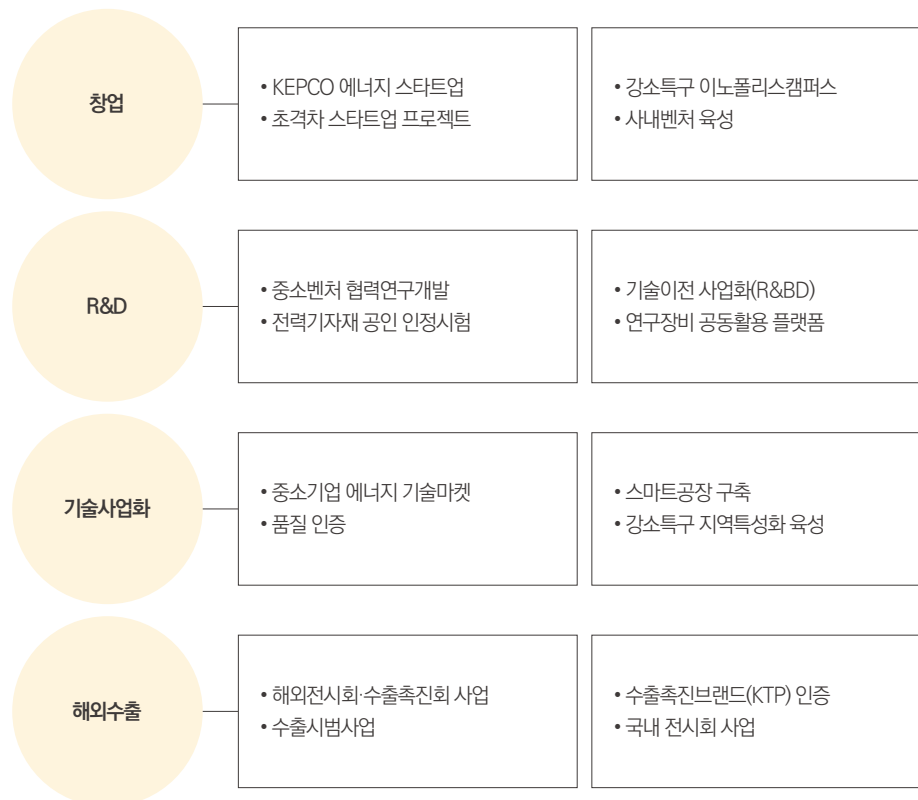 창업
• KEPCO 에너지 스타트업
• 초격차 스타트업 프로젝트
• 강소특구 이노폴리스캠퍼스
• 사내벤처 육성
R&D
• 중소벤처 협력연구개발
• 전력기자재 공인 인정시험
• 기술이전 사업화(R&BD)
• 연구장비 공동활용 플랫폼
기술사업화
• 중소기업 에너지 기술마켓
• 품질 인증
• 스마트공장 구축
• 강소특구 지역특성화 육성
해외수출
• 해외전시회·수출촉진회 사업
• 수출시범사업
• 수출촉진브랜드(KTP) 인증
• 국내 전시회 사업